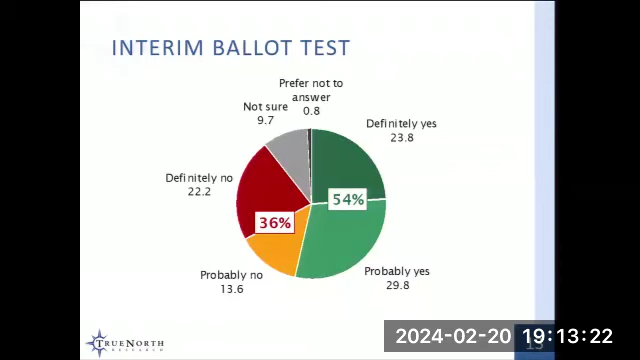 INTERIM BALLOT TEST
Prefer not to
answer
0.8
Not sure
9.7
Definitely yes
23.8
Definitely no
22.2
54%
36%
Probably no
13.6
Probably yes
29.8
TRUENORTH
RESEARCH
2024-02-20 19:13:22